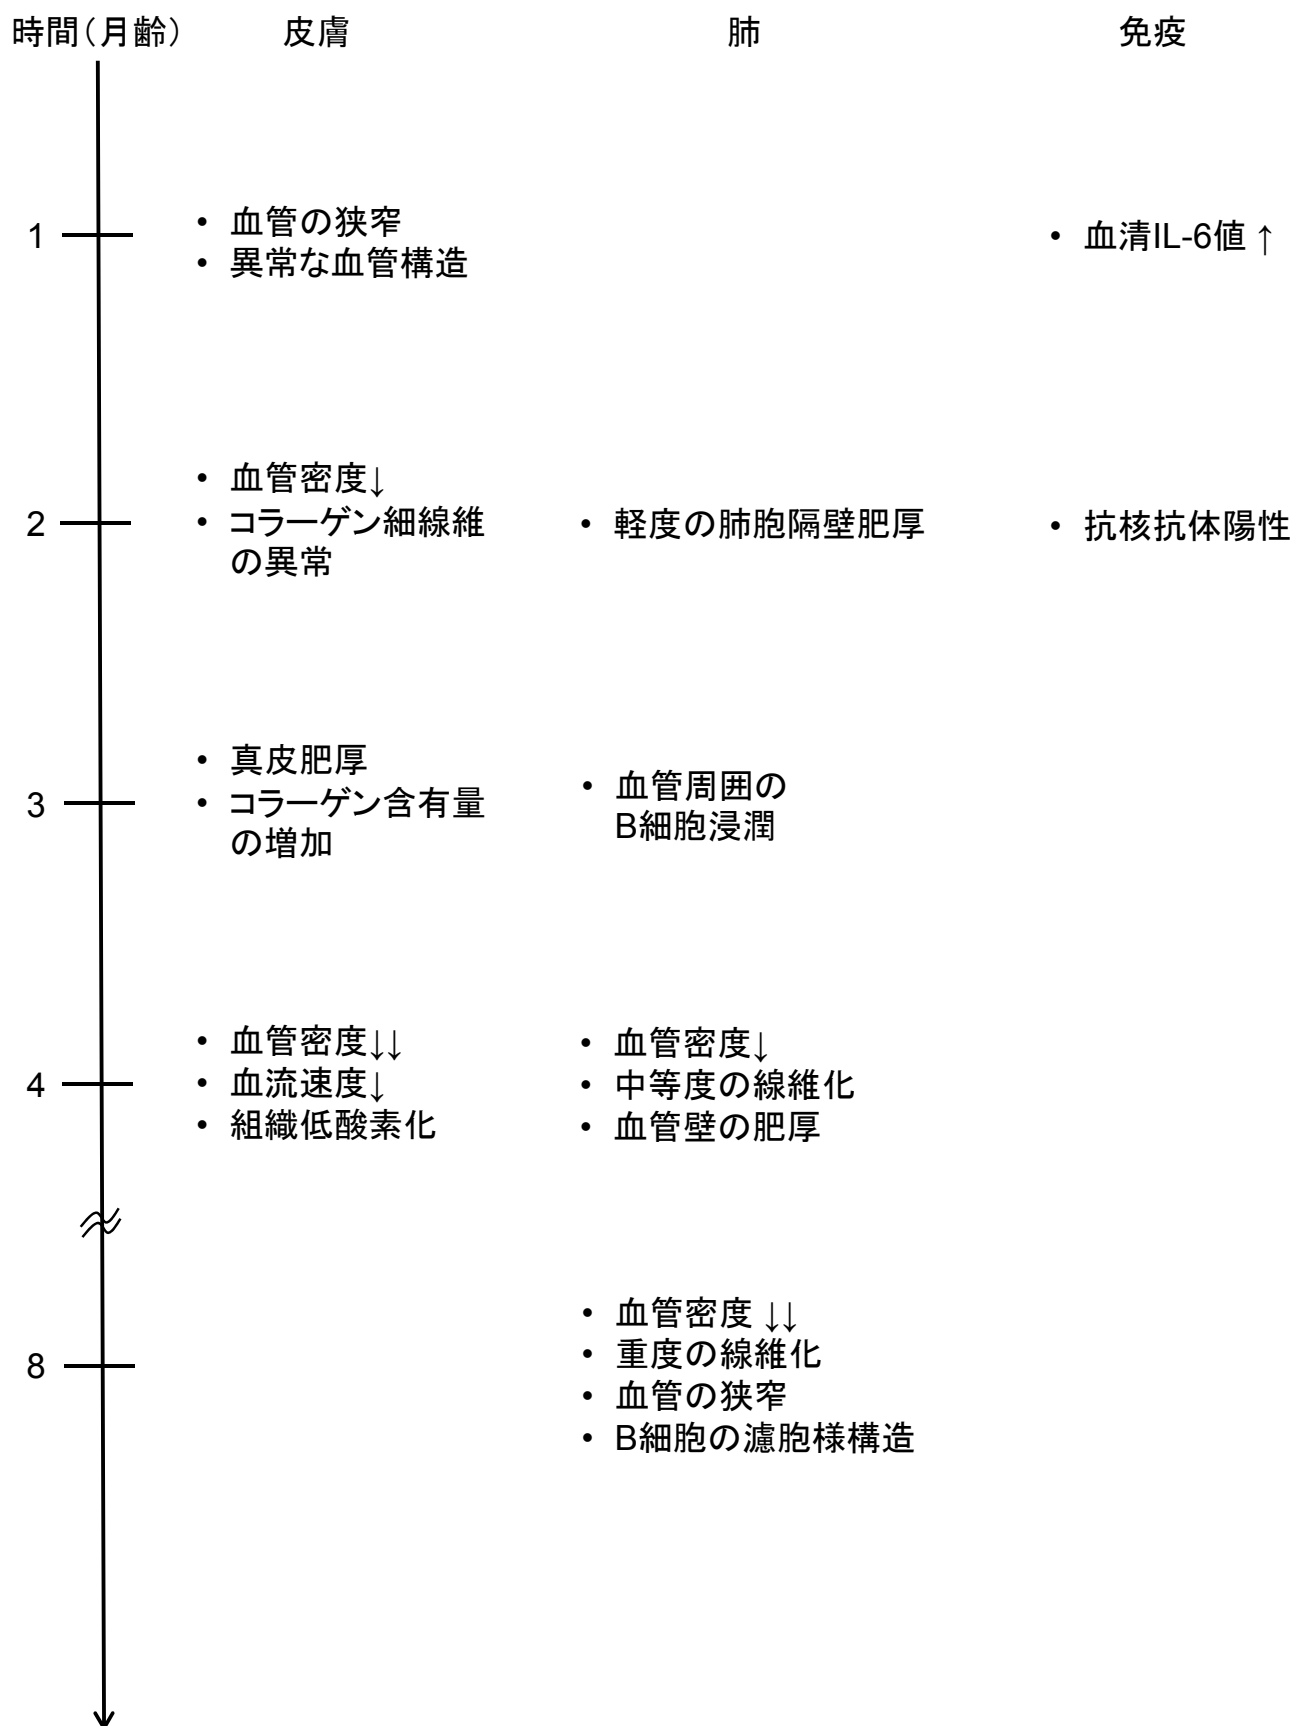 時間（月齢） 皮膚 肺 免疫
1
• 血管の狭窄
• 異常な血管構造
• 血清IL-6値 ↑
2
• 血管密度↓
• コラーゲン細線維
の異常
• 軽度の肺胞隔壁肥厚
• 抗核抗体陽性
3
• 真皮肥厚
• コラーゲン含有量
の増加
• 血管周囲の
B細胞浸潤
4
• 血管密度↓↓
• 血流速度↓
• 組織低酸素化
• 血管密度↓
• 中等度の線維化
• 血管壁の肥厚
8
• 血管密度 ↓↓
• 重度の線維化
• 血管の狭窄
• B細胞の濾胞様構造